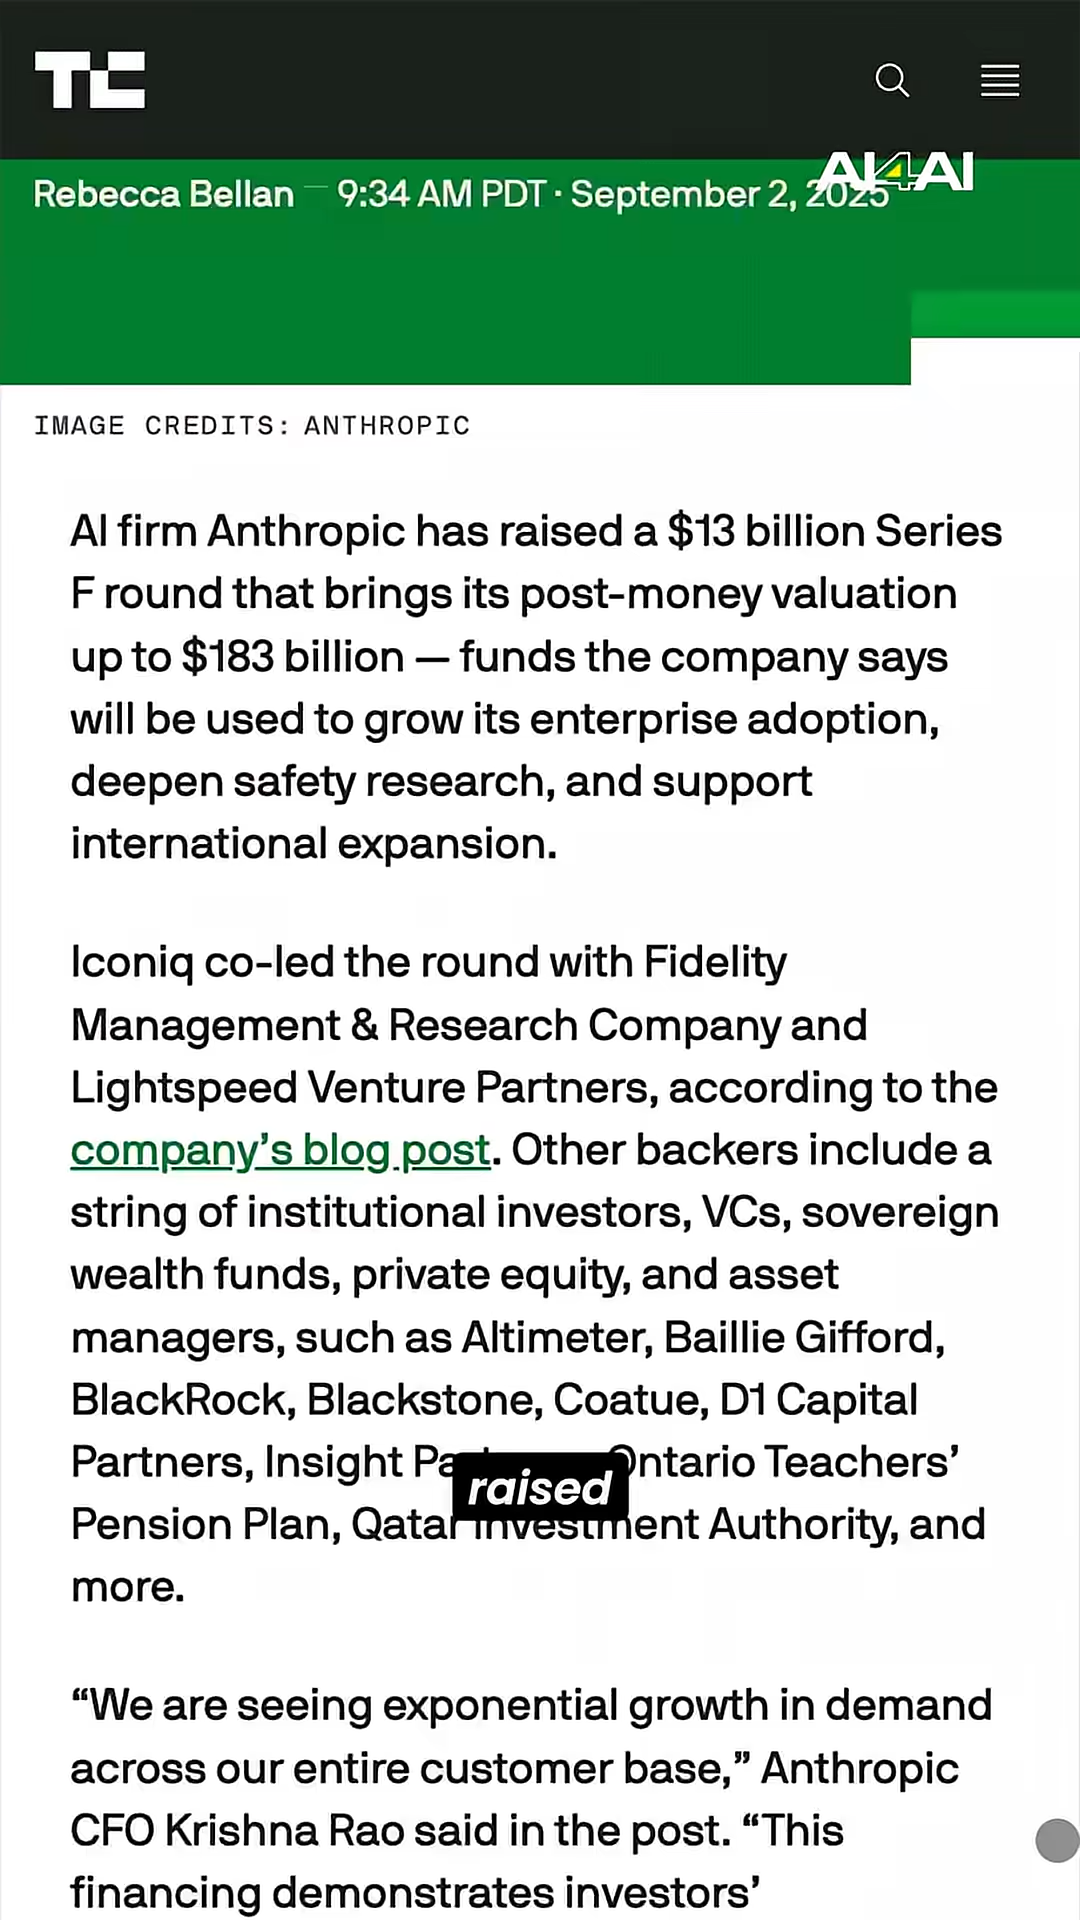 TC
AI4AI
Rebecca Bellan — 9:34 AM PDT · September 2, 2025
IMAGE CREDITS: ANTHROPIC
AI firm Anthropic has raised a $13 billion Series
F round that brings its post-money valuation
up to $183 billion — funds the company says
will be used to grow its enterprise adoption,
deepen safety research, and support
international expansion.
Iconiq co-led the round with Fidelity
Management & Research Company and
Lightspeed Venture Partners, according to the
company’s blog post. Other backers include a
string of institutional investors, VCs, sovereign
wealth funds, private equity, and asset
managers, such as Altimeter, Baillie Gifford,
BlackRock, Blackstone, Coatue, D1 Capital
Partners, Insight Ontario Teachers’
raised
Pension Plan, Qatar Investment Authority, and
more.
“We are seeing exponential growth in demand
across our entire customer base,” Anthropic
CFO Krishna Rao said in the post. “This
financing demonstrates investors’